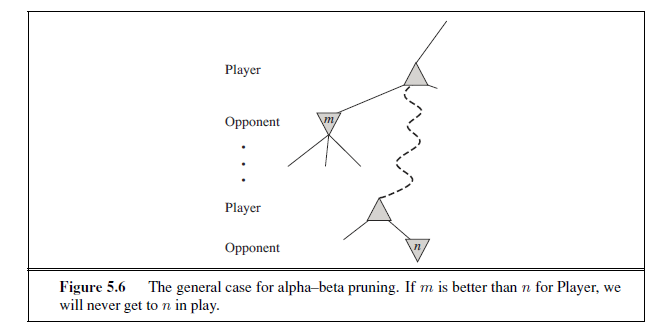 Player
Opponent
m
Player
Opponent
n
Figure 5.6 The general case for alpha–beta pruning. If m is better than n for Player, we
will never get to n in play.